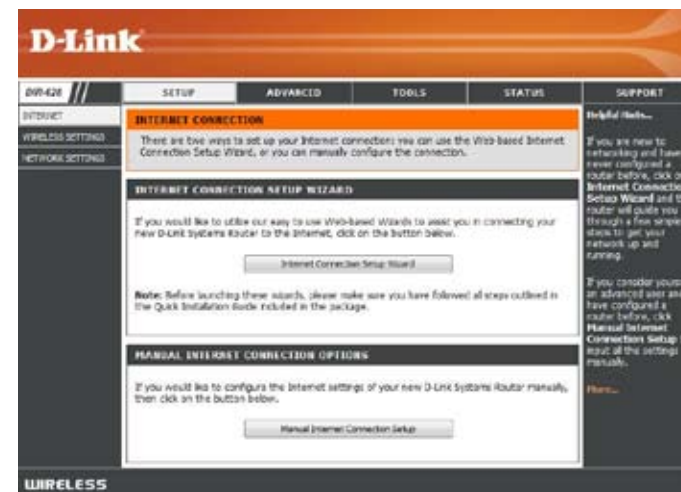 D-Link
DIR-628
SETUP
ADVANCED
TOOLS
STATUS
SUPPORT
INTERNET
WIRELESS SETTINGS
NETWORK SETTINGS
INTERNET CONNECTION
There are two ways to set up your Internet connection: you can use the Web-based Internet
Connection Setup Wizard, or you can manually configure the connection.
INTERNET CONNECTION SETUP WIZARD
If you would like to utilize our easy to use Web-based Wizards to assist you in connecting your
new D-Link Systems Router to the Internet, click on the button below.
Internet Connection Setup Wizard
Note: Before launching these wizards, please make sure you have followed all steps outlined in
the Quick Installation Guide included in the package.
MANUAL INTERNET CONNECTION OPTIONS
If you would like to configure the Internet settings of your new D-Link Systems Router manually,
then click on the button below.
Manual Internet Connection Setup
Helpful Hints...
If you are new to
networking and have
never configured a
router before, click on
Internet Connection
Setup Wizard and the
router will guide you
through a few simple
steps to get your
network up and
running.
If you consider yourself
an advanced user and
have configured a
router before, click
Manual Internet
Connection Setup
input all the settings
manually.
More...
WIRELESS